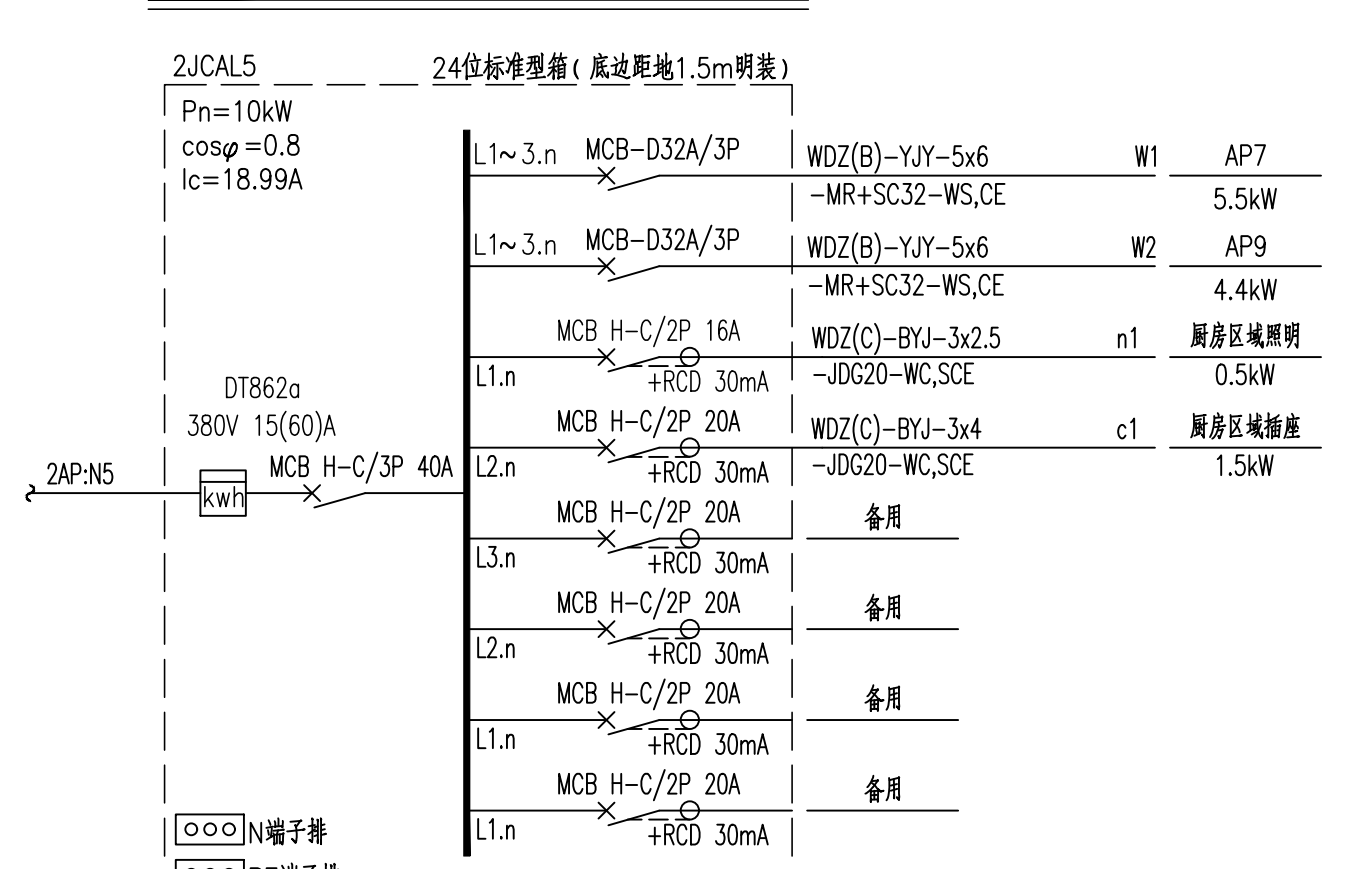 2JCAL5
24位标准型箱( 底边距地1.5m明装)
Pn=10kW
cosφ=0.8
Ic=18.99A
L1~3.n MCB-D32A/3P WDZ(B)-YJY-5x6 W1 AP7
-MR+SC32-WS,CE 5.5kW
L1~3.n MCB-D32A/3P WDZ(B)-YJY-5x6 W2 AP9
-MR+SC32-WS,CE 4.4kW
MCB H-C/2P 16A WDZ(C)-BYJ-3x2.5 n1 厨房区域照明
L1.n +RCD 30mA -JDG20-WC,SCE 0.5kW
DT862a
380V 15(60)A
MCB H-C/2P 20A WDZ(C)-BYJ-3x4 c1 厨房区域插座
L2.n +RCD 30mA -JDG20-WC,SCE 1.5kW
2AP:N5 kwh MCB H-C/3P 40A
MCB H-C/2P 20A 备用
L3.n +RCD 30mA
MCB H-C/2P 20A 备用
L2.n +RCD 30mA
MCB H-C/2P 20A 备用
L1.n +RCD 30mA
MCB H-C/2P 20A 备用
L1.n +RCD 30mA
N端子排